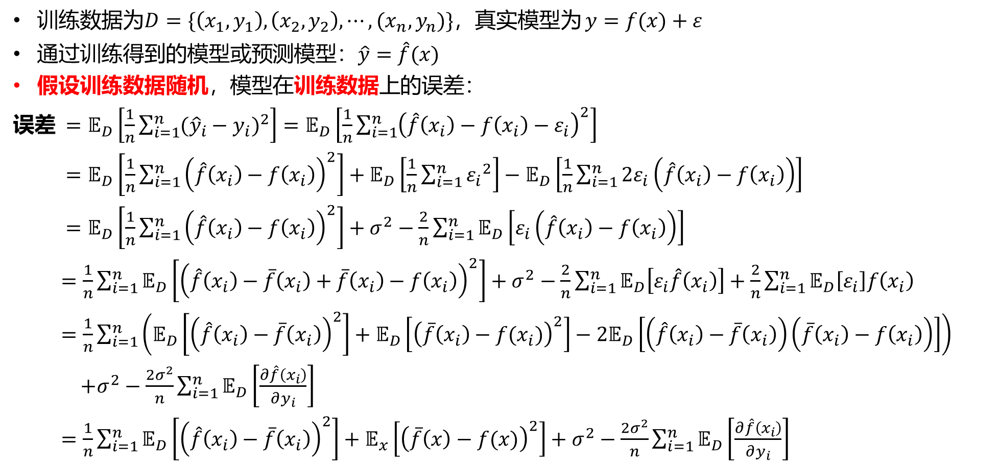 • 训练数据为D = {(x₁, y₁), (x₂, y₂), ⋯, (xₙ, yₙ)}，真实模型为 y = f(x) + ε
• 通过训练得到的模型或预测模型：ŷ = f̂(x)
• 假设训练数据随机，模型在训练数据上的误差：
误差 $= \mathbb{E}_D\left[\frac{1}{n}\sum_{i=1}^{n}(\hat{y}_i - y_i)^2\right] = \mathbb{E}_D\left[\frac{1}{n}\sum_{i=1}^{n}\left(\hat{f}(x_i) - f(x_i) - \varepsilon_i\right)^2\right]$
$= \mathbb{E}_D\left[\frac{1}{n}\sum_{i=1}^{n}\left(\hat{f}(x_i) - f(x_i)\right)^2\right] + \mathbb{E}_D\left[\frac{1}{n}\sum_{i=1}^{n}{\varepsilon_i}^2\right] - \mathbb{E}_D\left[\frac{1}{n}\sum_{i=1}^{n}2\varepsilon_i\left(\hat{f}(x_i) - f(x_i)\right)\right]$
$= \mathbb{E}_D\left[\frac{1}{n}\sum_{i=1}^{n}\left(\hat{f}(x_i) - f(x_i)\right)^2\right] + \sigma^2 - \frac{2}{n}\sum_{i=1}^{n}\mathbb{E}_D\left[\varepsilon_i\left(\hat{f}(x_i) - f(x_i)\right)\right]$
$= \frac{1}{n}\sum_{i=1}^{n}\mathbb{E}_D\left[\left(\hat{f}(x_i) - \bar{f}(x_i) + \bar{f}(x_i) - f(x_i)\right)^2\right] + \sigma^2 - \frac{2}{n}\sum_{i=1}^{n}\mathbb{E}_D[\varepsilon_i\hat{f}(x_i)] + \frac{2}{n}\sum_{i=1}^{n}\mathbb{E}_D[\varepsilon_i]f(x_i)$
$= \frac{1}{n}\sum_{i=1}^{n}\left(\mathbb{E}_D\left[\left(\hat{f}(x_i) - \bar{f}(x_i)\right)^2\right] + \mathbb{E}_D\left[\left(\bar{f}(x_i) - f(x_i)\right)^2\right] - 2\mathbb{E}_D\left[\left(\hat{f}(x_i) - \bar{f}(x_i)\right)\left(\bar{f}(x_i) - f(x_i)\right)\right]\right)$
$+\sigma^2 - \frac{2\sigma^2}{n}\sum_{i=1}^{n}\mathbb{E}_D\left[\frac{\partial\hat{f}(x_i)}{\partial y_i}\right]$
$= \frac{1}{n}\sum_{i=1}^{n}\mathbb{E}_D\left[\left(\hat{f}(x_i) - \bar{f}(x_i)\right)^2\right] + \mathbb{E}_x\left[\left(\bar{f}(x) - f(x)\right)^2\right] + \sigma^2 - \frac{2\sigma^2}{n}\sum_{i=1}^{n}\mathbb{E}_D\left[\frac{\partial\hat{f}(x_i)}{\partial y_i}\right]$